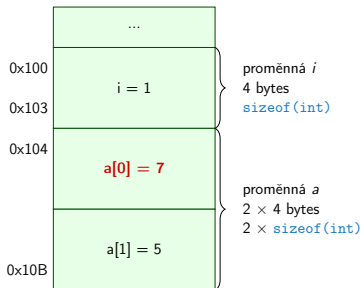 ...
0x100
i = 1
0x103
proměnná i
4 bytes
sizeof(int)
0x104
a[0] = 7
a[1] = 5
0x10B
proměnná a
2 × 4 bytes
2 × sizeof(int)